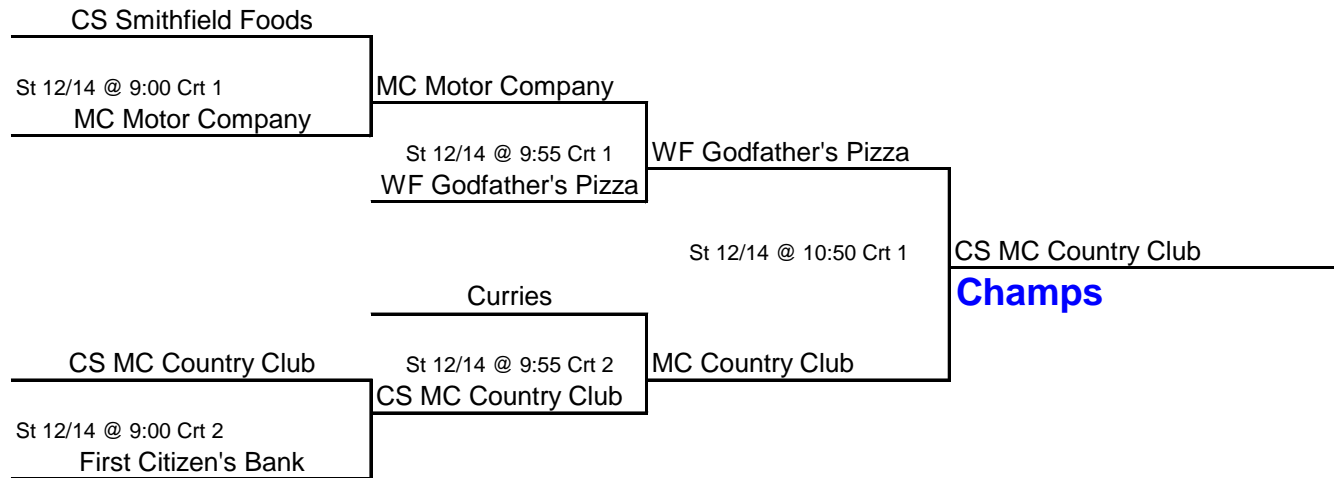 CS Smithfield Foods
St 12/14 @ 9:00 Crt 1
MC Motor Company
MC Motor Company
St 12/14 @ 9:55 Crt 1
WF Godfather's Pizza
WF Godfather's Pizza
St 12/14 @ 10:50 Crt 1
CS MC Country Club
Champs
Curries
CS MC Country Club
St 12/14 @ 9:55 Crt 2
MC Country Club
CS MC Country Club
St 12/14 @ 9:00 Crt 2
First Citizen's Bank